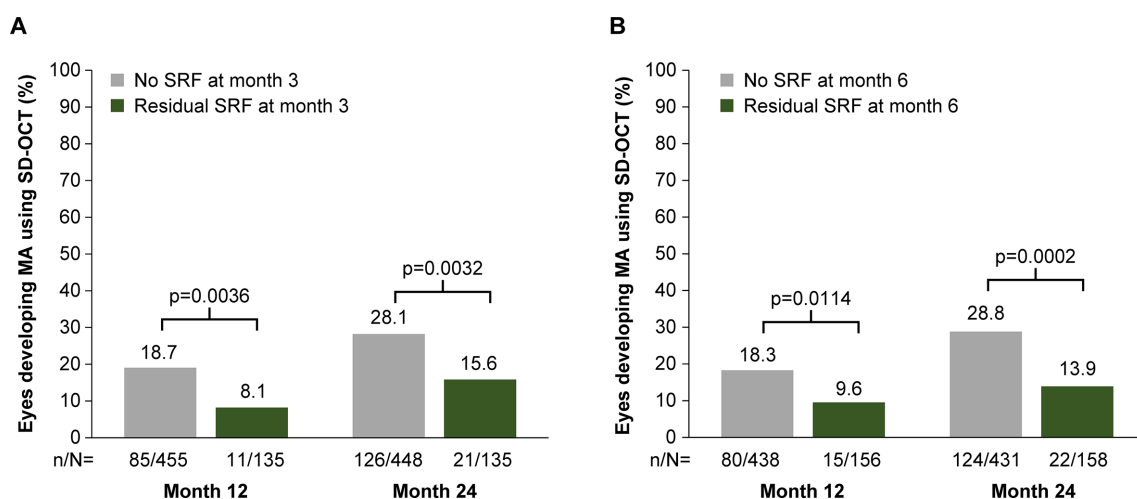 A
Eyes developing MA using SD-OCT (%)
100
90
80
70
60
50
40
30
20
10
0
No SRF at month 3
Residual SRF at month 3
p=0.0036
18.7
8.1
p=0.0032
28.1
15.6
n/N= 85/455 11/135 126/448 21/135
Month 12 Month 24
B
Eyes developing MA using SD-OCT (%)
100
90
80
70
60
50
40
30
20
10
0
No SRF at month 6
Residual SRF at month 6
p=0.0114
18.3
9.6
p=0.0002
28.8
13.9
n/N= 80/438 15/156 124/431 22/158
Month 12 Month 24